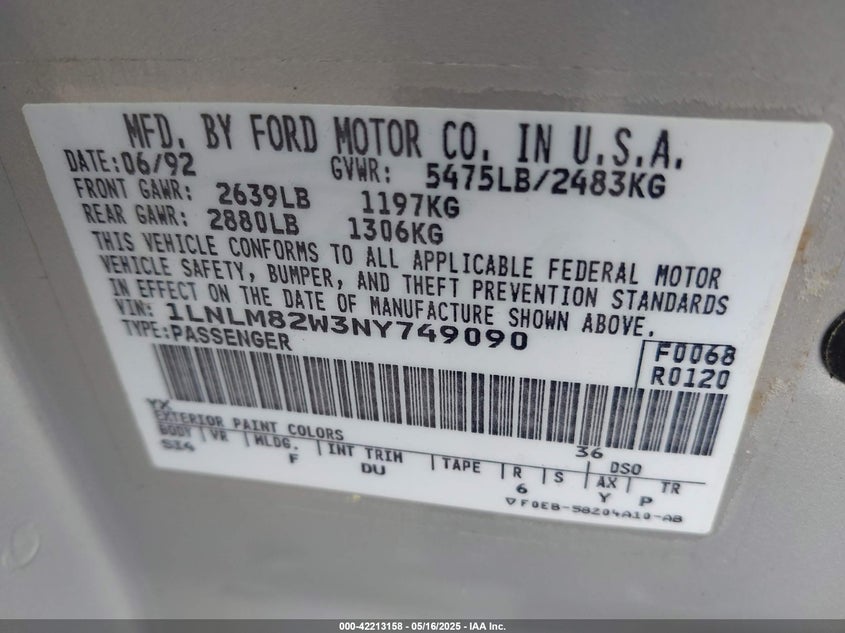 MFD. BY FORD MOTOR CO. IN U.S.A.
DATE:06/92 GVWR: 5475LB/2483KG
FRONT GAWR: 2639LB 1197KG
REAR GAWR: 2880LB 1306KG
THIS VEHICLE CONFORMS TO ALL APPLICABLE FEDERAL MOTOR
VEHICLE SAFETY, BUMPER, AND THEFT PREVENTION STANDARDS
IN EFFECT ON THE DATE OF MANUFACTURE SHOWN ABOVE.
VIN: 1LNLM82W3NY749090
TYPE:PASSENGER
F0068
R0120
YX 36
EXTERIOR PAINT COLORS DSO
BODY VR MLDG. INT TRIM TAPE R S AX TR
SI4 F DU 6 Y P
▽F0EB-58204A10-AB
000-42213158 - 05/16/2025 - IAA Inc.